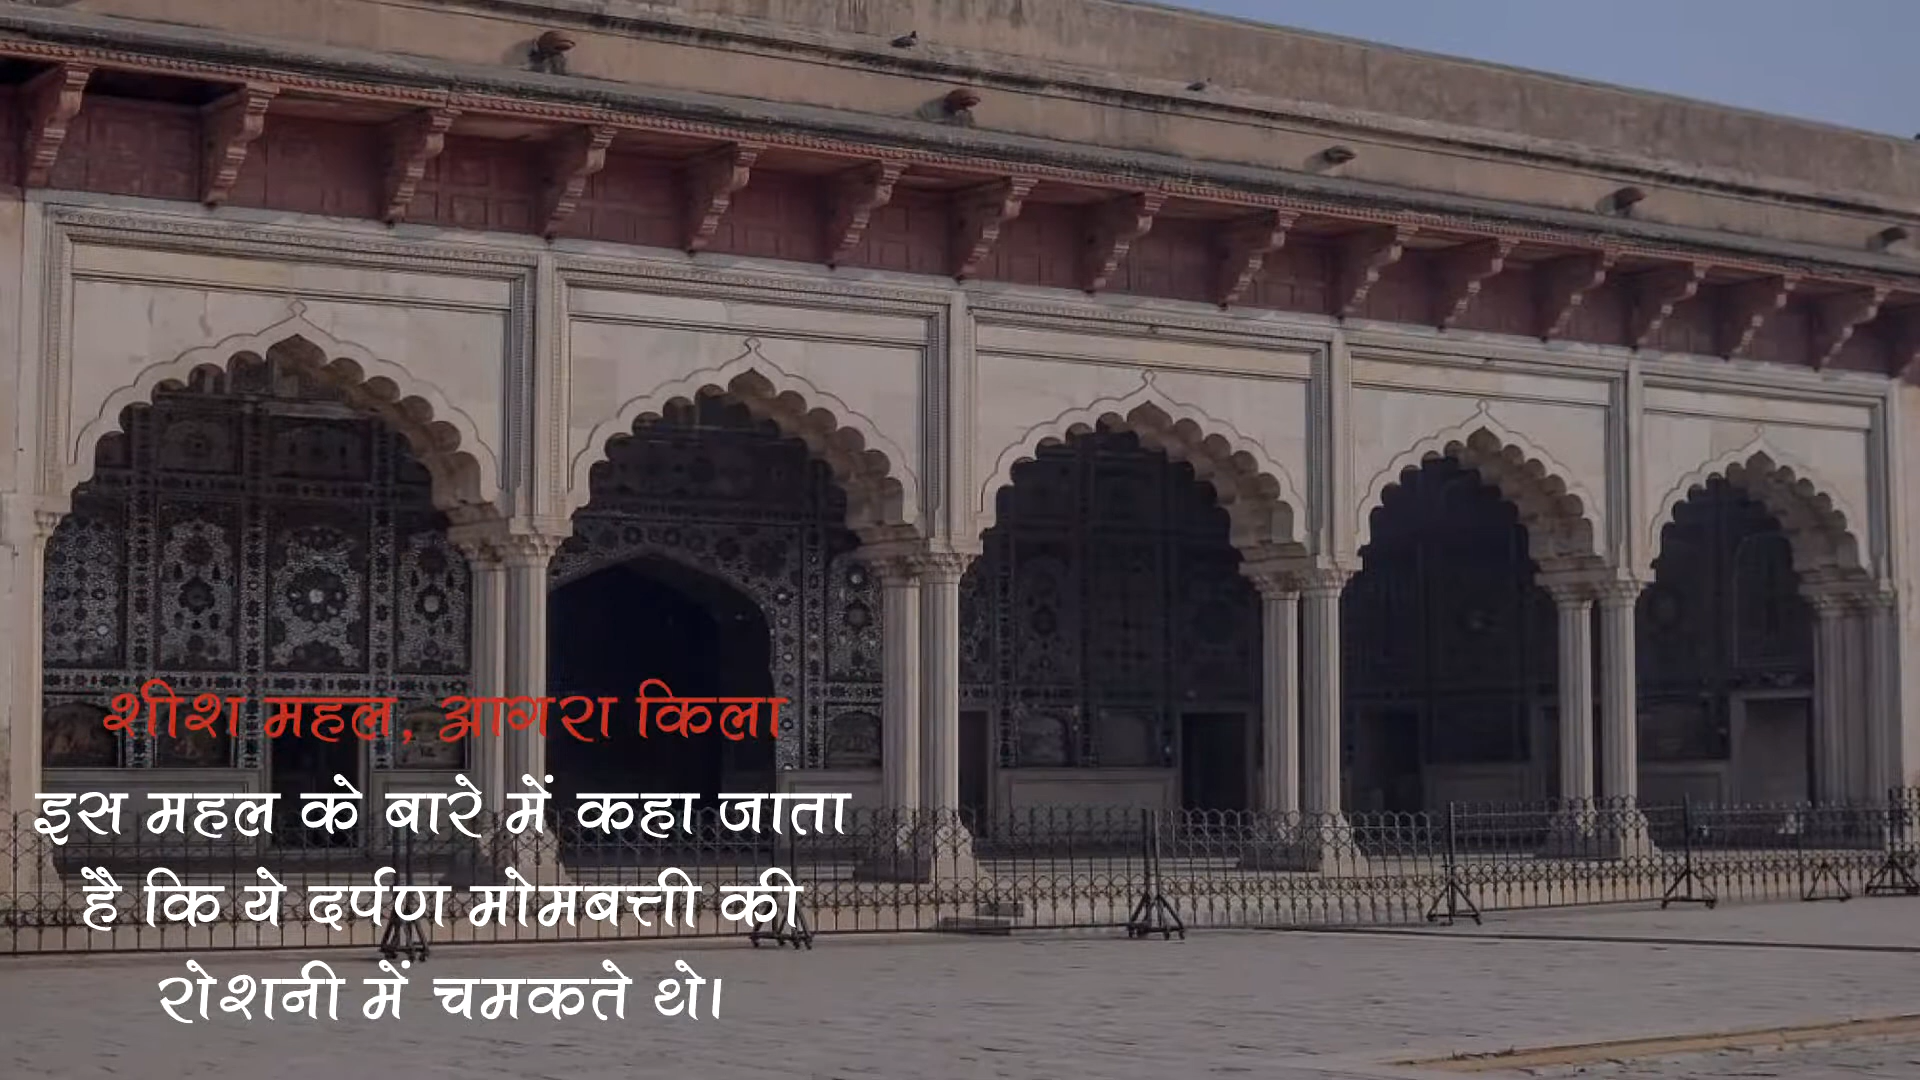 शीश महल, आगरा किला
इस महल के बारे में कहा जाता
है कि ये दर्पण मोमबत्ती की
रोशनी में चमकते थे।